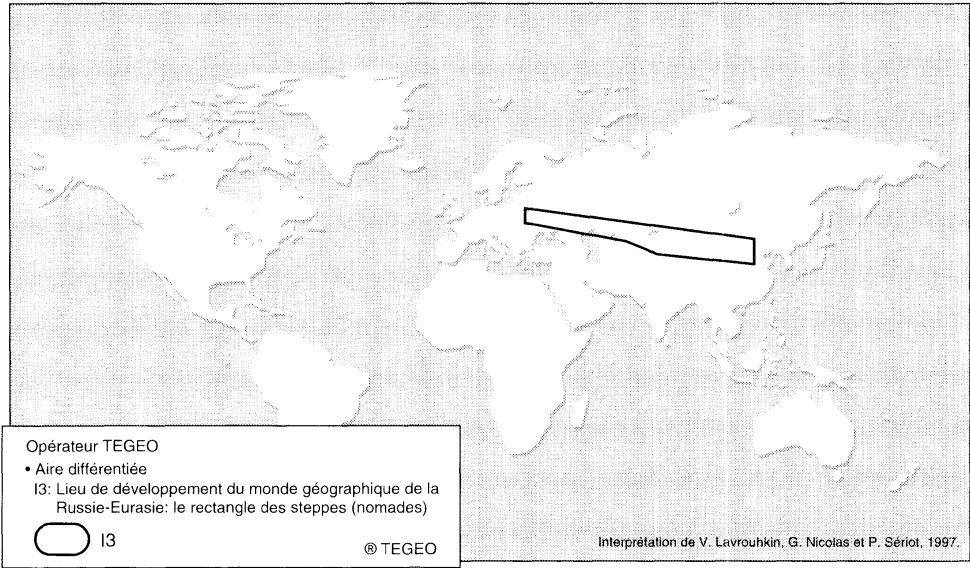 Opérateur TEGEO
• Aire différentiée
I3: Lieu de développement du monde géographique de la
Russie-Eurasie: le rectangle des steppes (nomades)
I3
® TEGEO
Interprétation de V. Lavrouhkin, G. Nicolas et P. Sériot, 1997.